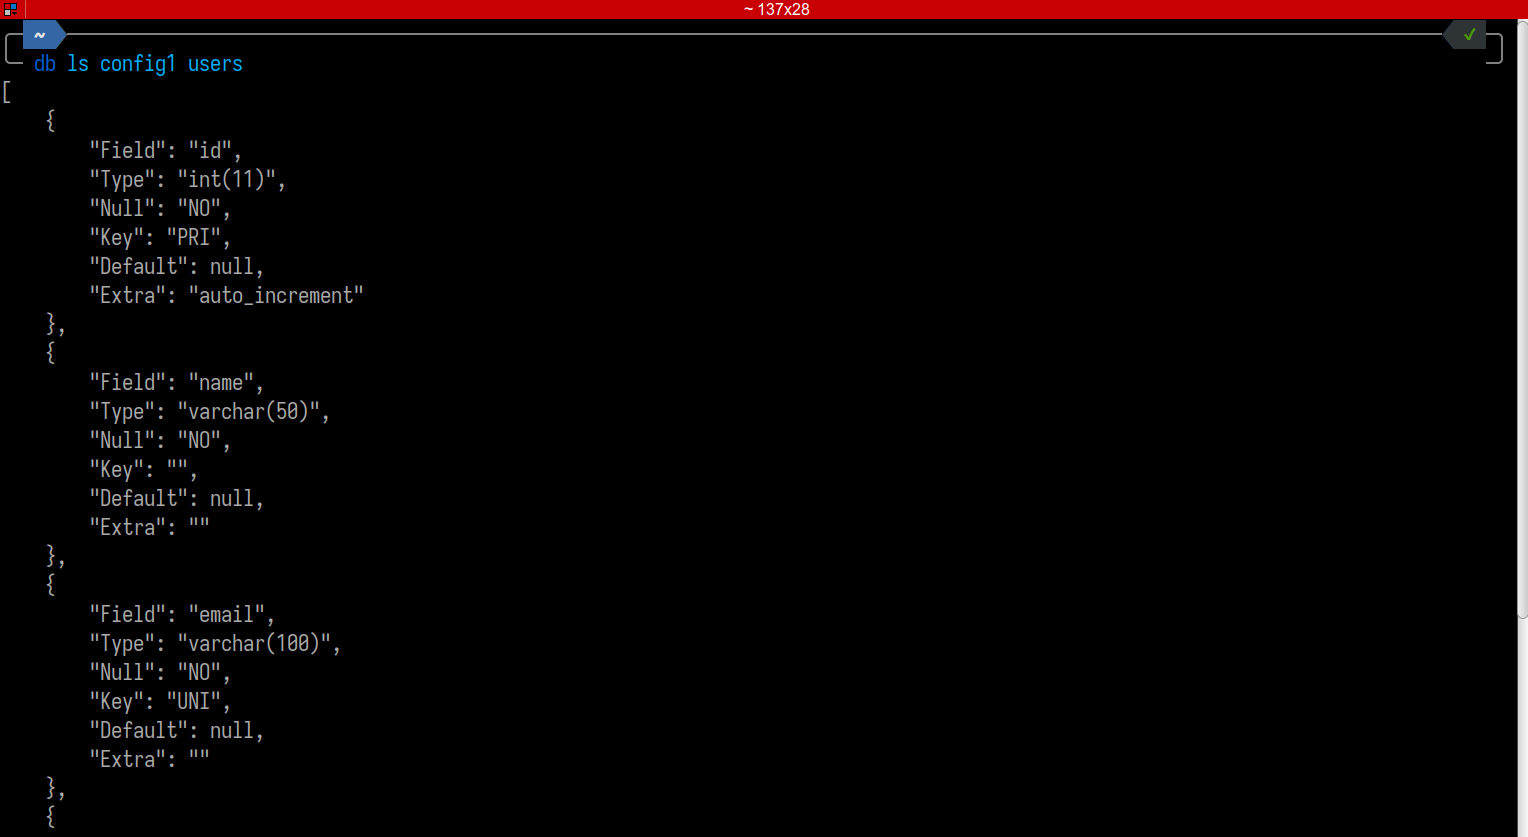 ~ 137x28
~ ✓
db ls config1 users
[
    {
        "Field": "id",
        "Type": "int(11)",
        "Null": "NO",
        "Key": "PRI",
        "Default": null,
        "Extra": "auto_increment"
    },
    {
        "Field": "name",
        "Type": "varchar(50)",
        "Null": "NO",
        "Key": "",
        "Default": null,
        "Extra": ""
    },
    {
        "Field": "email",
        "Type": "varchar(100)",
        "Null": "NO",
        "Key": "UNI",
        "Default": null,
        "Extra": ""
    },
    {